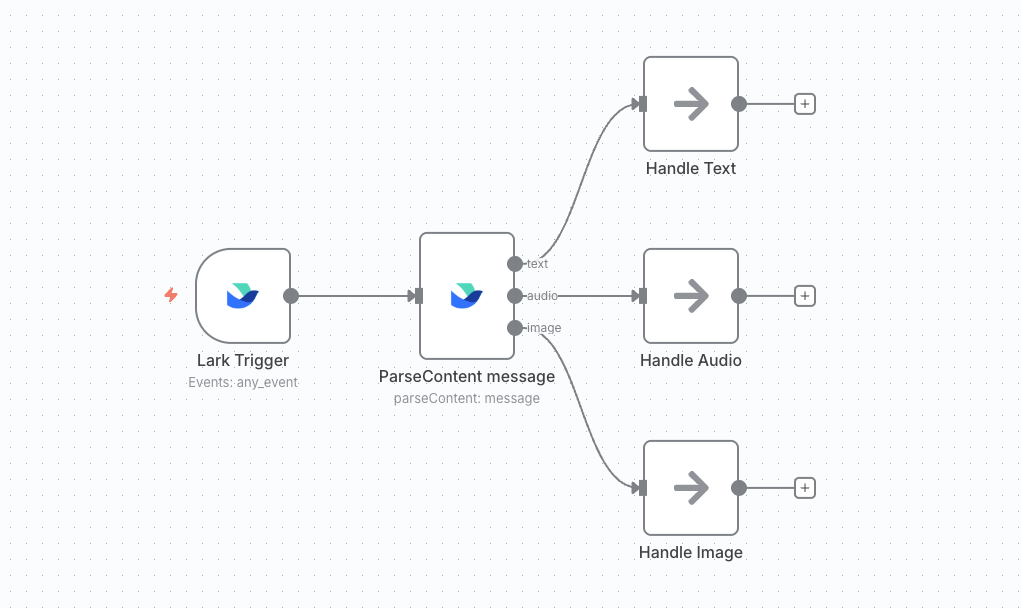 Handle Text
text
audio
image
Lark Trigger
Events: any_event
ParseContent message
parseContent: message
Handle Audio
Handle Image